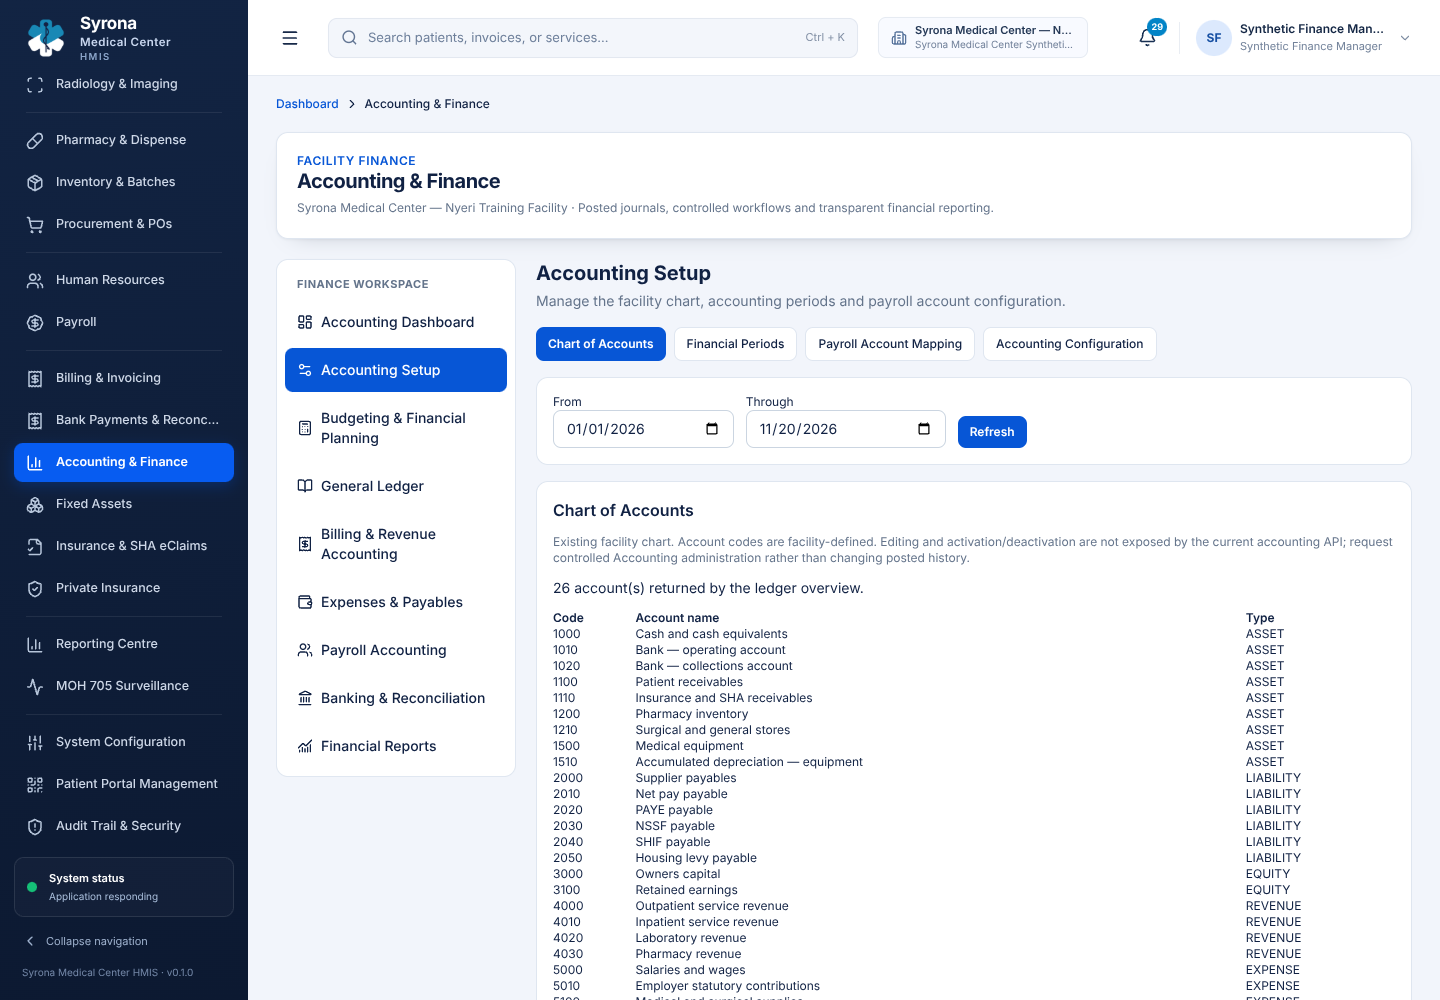 Syrona
Medical Center
HMIS
Radiology & Imaging
Pharmacy & Dispense
Inventory & Batches
Procurement & POs
Human Resources
Payroll
Billing & Invoicing
Bank Payments & Reconc...
Accounting & Finance
Fixed Assets
Insurance & SHA eClaims
Private Insurance
Reporting Centre
MOH 705 Surveillance
System Configuration
Patient Portal Management
Audit Trail & Security
System status
Application responding
Collapse navigation
Syrona Medical Center HMIS · v0.1.0
Search patients, invoices, or services...
Ctrl + K
Syrona Medical Center — N...
Syrona Medical Center Syntheti...
29
SF
Synthetic Finance Man...
Synthetic Finance Manager
Dashboard > Accounting & Finance
FACILITY FINANCE
Accounting & Finance
Syrona Medical Center — Nyeri Training Facility · Posted journals, controlled workflows and transparent financial reporting.
FINANCE WORKSPACE
Accounting Dashboard
Accounting Setup
Budgeting & Financial
Planning
General Ledger
Billing & Revenue
Accounting
Expenses & Payables
Payroll Accounting
Banking & Reconciliation
Financial Reports
Accounting Setup
Manage the facility chart, accounting periods and payroll account configuration.
Chart of Accounts
Financial Periods
Payroll Account Mapping
Accounting Configuration
From
01/01/2026
Through
11/20/2026
Refresh
Chart of Accounts
Existing facility chart. Account codes are facility-defined. Editing and activation/deactivation are not exposed by the current accounting API; request
controlled Accounting administration rather than changing posted history.
26 account(s) returned by the ledger overview.
Code Account name Type
1000 Cash and cash equivalents ASSET
1010 Bank — operating account ASSET
1020 Bank — collections account ASSET
1100 Patient receivables ASSET
1110 Insurance and SHA receivables ASSET
1200 Pharmacy inventory ASSET
1210 Surgical and general stores ASSET
1500 Medical equipment ASSET
1510 Accumulated depreciation — equipment ASSET
2000 Supplier payables LIABILITY
2010 Net pay payable LIABILITY
2020 PAYE payable LIABILITY
2030 NSSF payable LIABILITY
2040 SHIF payable LIABILITY
2050 Housing levy payable LIABILITY
3000 Owners capital EQUITY
3100 Retained earnings EQUITY
4000 Outpatient service revenue REVENUE
4010 Inpatient service revenue REVENUE
4020 Laboratory revenue REVENUE
4030 Pharmacy revenue REVENUE
5000 Salaries and wages EXPENSE
5010 Employer statutory contributions EXPENSE
5100 Medical and surgical supplies EXPENSE